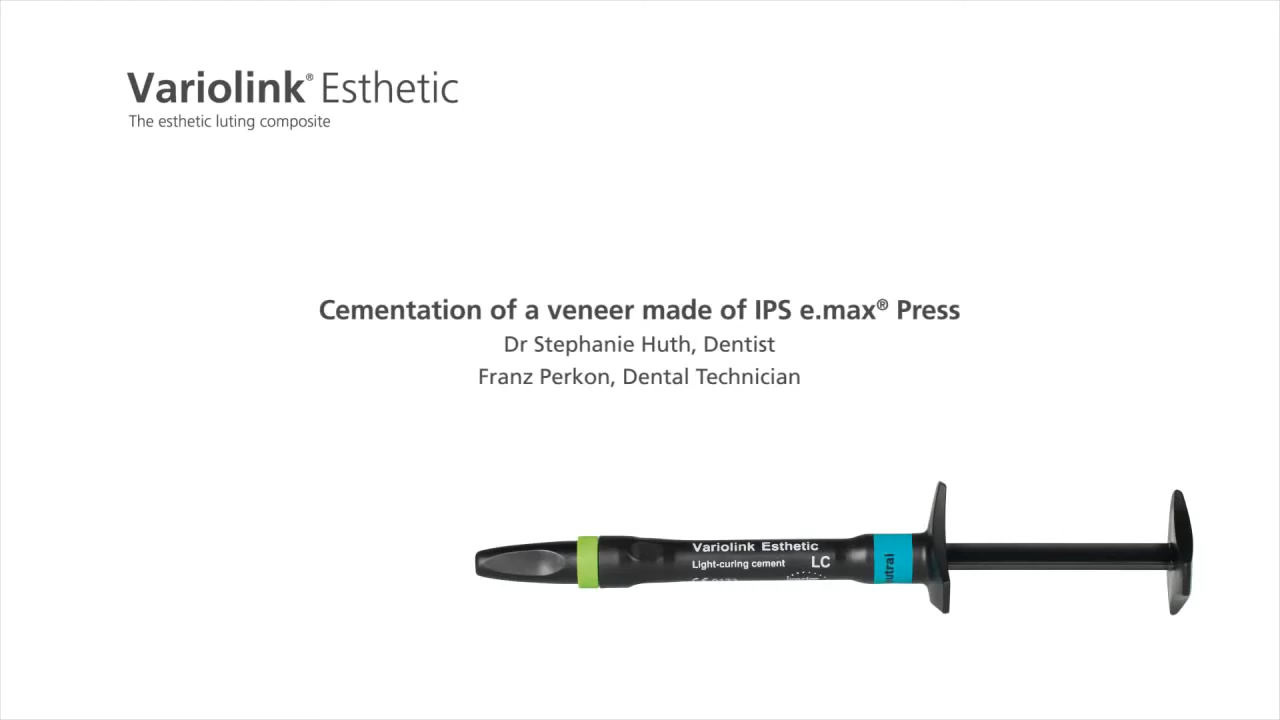 Variolink® Esthetic
The esthetic luting composite
Cementation of a veneer made of IPS e.max® Press
Dr Stephanie Huth, Dentist
Franz Perkon, Dental Technician
Variolink Esthetic
Light-curing cement LC